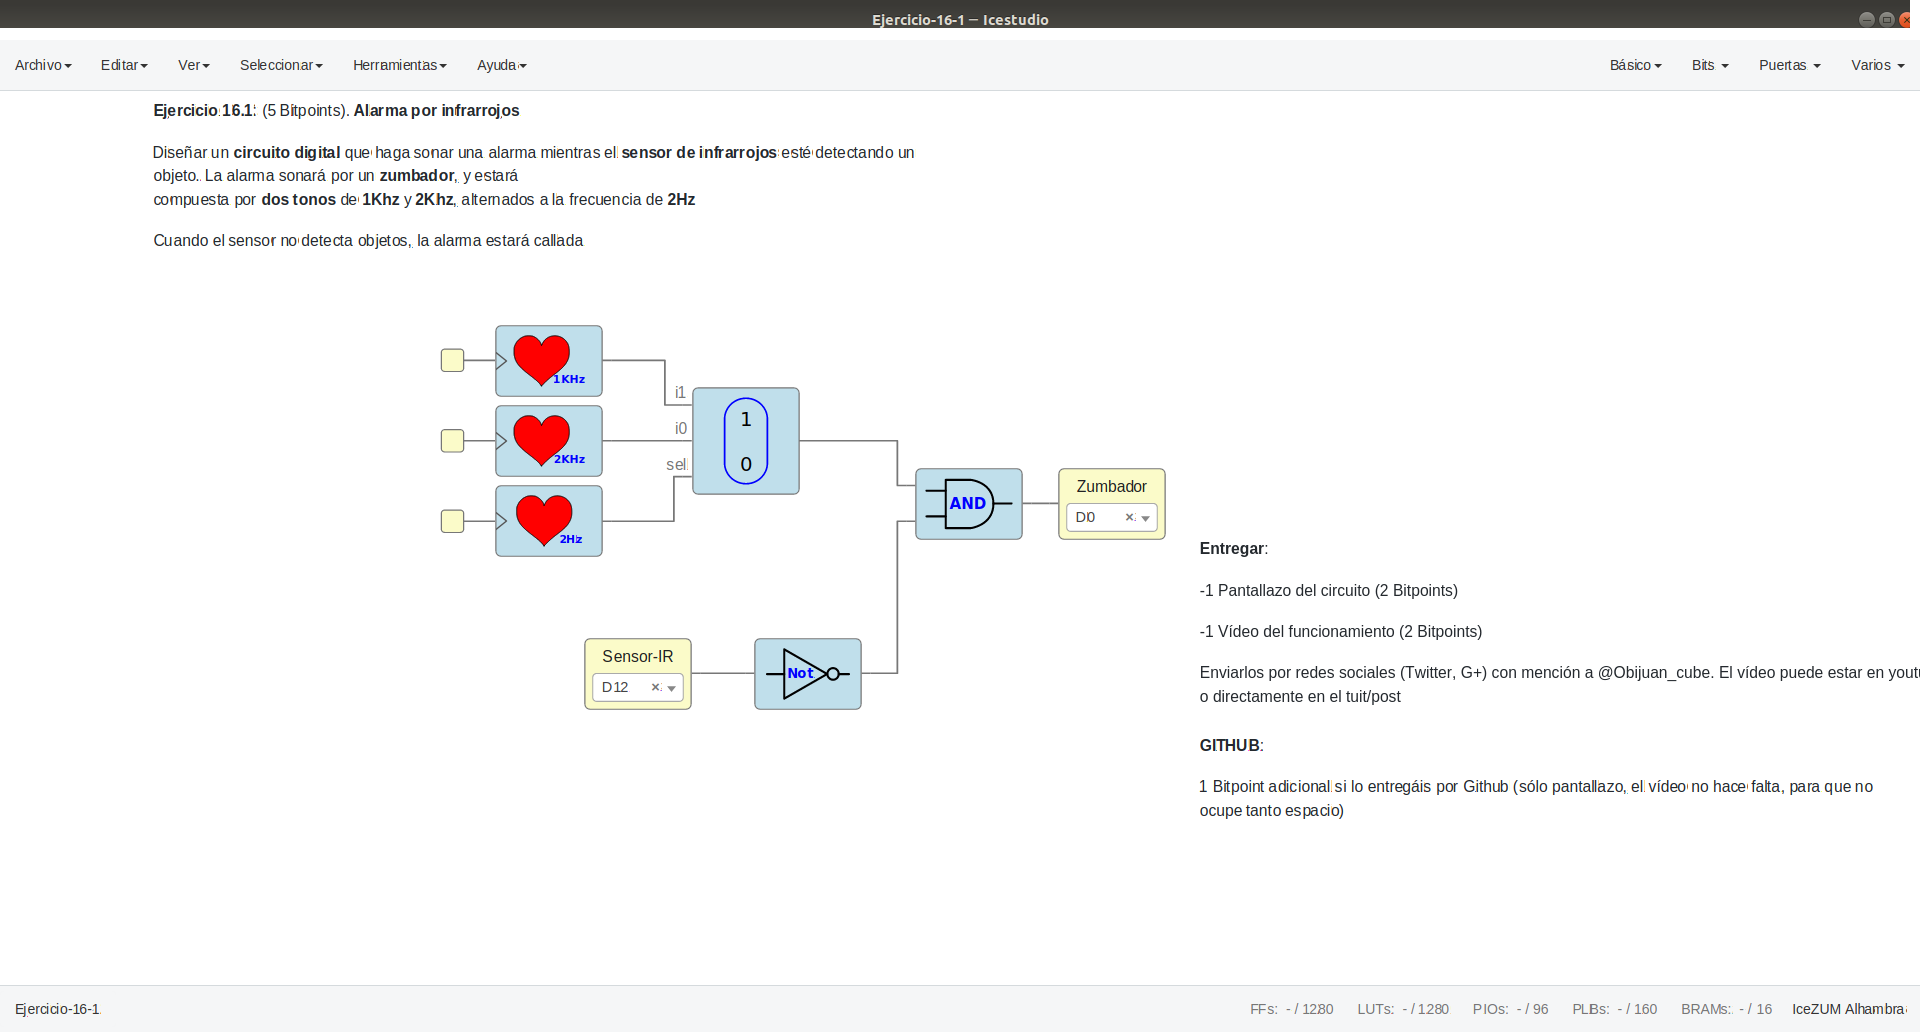 Ejercicio-16-1 — Icestudio
Archivo Editar Ver Seleccionar Herramientas Ayuda Básico Bits Puertas Varios
Ejercicio 16.1: (5 Bitpoints). Alarma por infrarrojos
Diseñar un circuito digital que haga sonar una alarma mientras el sensor de infrarrojos esté detectando un
objeto. La alarma sonará por un zumbador, y estará
compuesta por dos tonos de 1Khz y 2Khz, alternados a la frecuencia de 2Hz
Cuando el sensor no detecta objetos, la alarma estará callada
1KHz
2KHz
2Hz
i1
i0
sel
1
0
AND
Zumbador
D0
Sensor-IR
D12
Not
Entregar:
-1 Pantallazo del circuito (2 Bitpoints)
-1 Vídeo del funcionamiento (2 Bitpoints)
Enviarlos por redes sociales (Twitter, G+) con mención a @Obijuan_cube. El vídeo puede estar en yout
o directamente en el tuit/post
GITHUB:
1 Bitpoint adicional si lo entregáis por Github (sólo pantallazo, el vídeo no hace falta, para que no
ocupe tanto espacio)
Ejercicio-16-1 FFs: - / 1280 LUTs: - / 1280 PIOs: - / 96 PLBs: - / 160 BRAMs: - / 16 IceZUM Alhambra